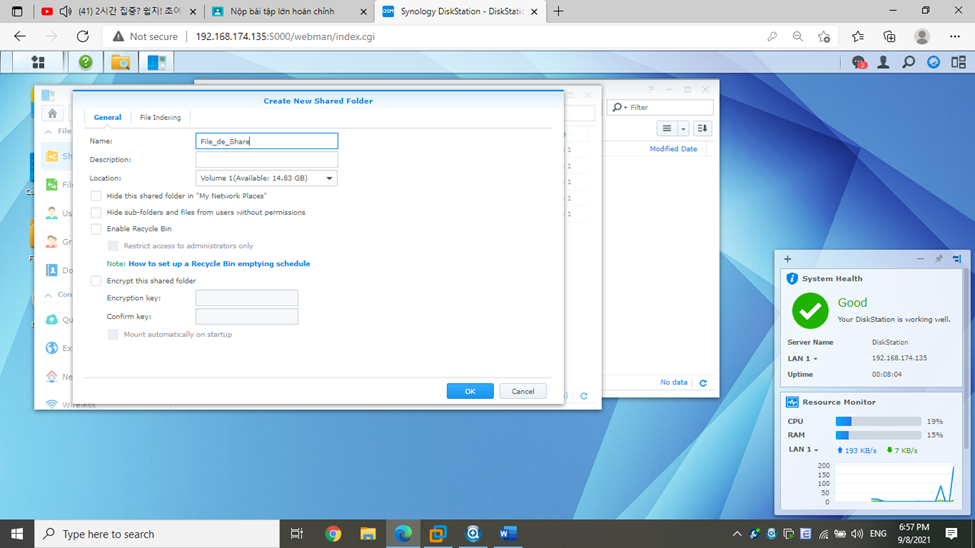 (41) 2시간 집중? 쉽지! 초여
Nộp bài tập lớn hoàn chỉnh
DSM
Synology DiskStation - DiskStatio
Not secure
192.168.174.135:5000/webman/index.cgi
Create New Shared Folder
General
File Indexing
Name:
File_de_Share
Description:
Location:
Volume 1(Available: 14.83 GB)
Hide this shared folder in "My Network Places"
Hide sub-folders and files from users without permissions
Enable Recycle Bin
Restrict access to administrators only
Note: How to set up a Recycle Bin emptying schedule
Encrypt this shared folder
Encryption key:
Confirm key:
Mount automatically on startup
OK
Cancel
Filter
Modified Date
No data
System Health
Good
Your DiskStation is working well.
Server Name
DiskStation
LAN 1
192.168.174.135
Uptime
00:08:04
Resource Monitor
CPU
19%
RAM
15%
LAN 1
193 KB/s
7 KB/s
200
150
100
50
0
Wireless
Type here to search
ENG
6:57 PM
9/8/2021